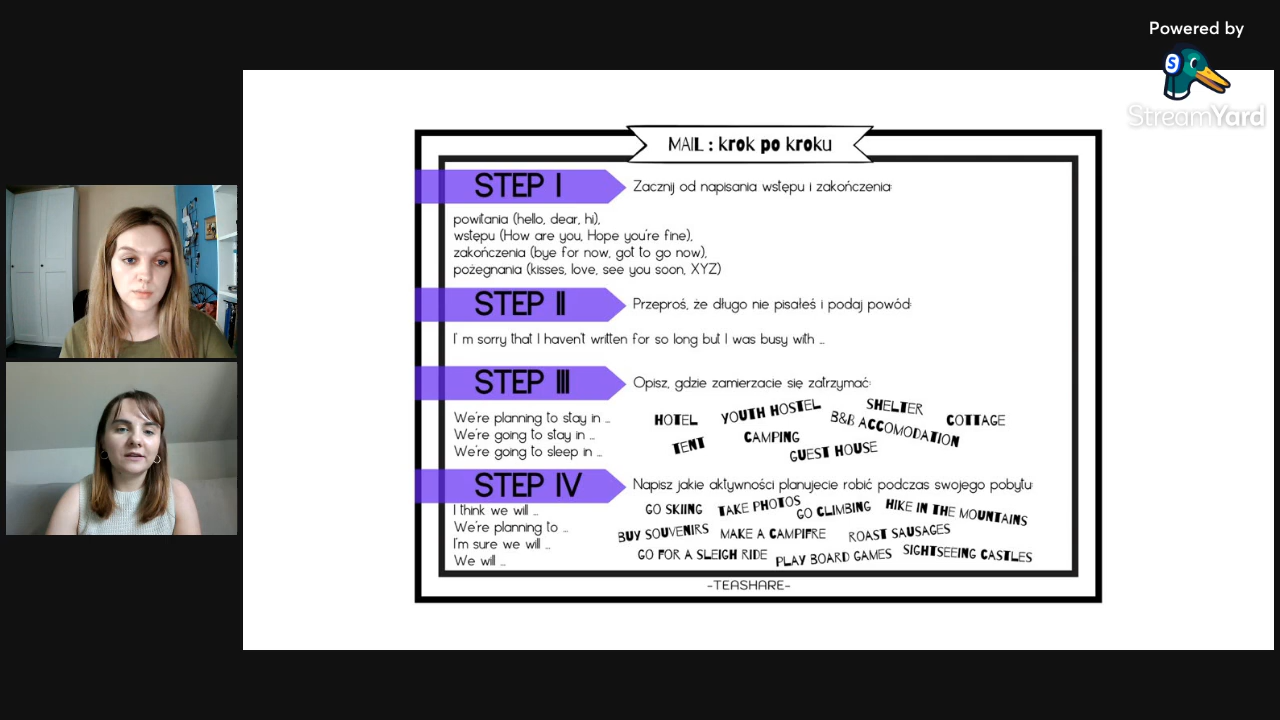 Powered by
S
StreamYard
MAIL : krok po kroku
STEP I
Zacznij od napisania wstępu i zakończenia:
powitania (hello, dear, hi),
wstępu (How are you, Hope you're fine),
zakończenia (bye for now, got to go now),
pożegnania (kisses, love, see you soon, XYZ)
STEP II
Przeproś, że długo nie pisałeś i podaj powód:
I' m sorry that I haven't written for so long but I was busy with ...
STEP III
Opisz, gdzie zamierzacie się zatrzymać:
We're planning to stay in ...
We're going to stay in ...
We're going to sleep in ...
HOTEL YOUTH HOSTEL SHELTER
B&B ACCOMODATION COTTAGE
TENT CAMPING GUEST HOUSE
STEP IV
Napisz jakie aktywności planujecie robić podczas swojego pobytu:
I think we will ...
We're planning to ...
I'm sure we will ...
We will ...
GO SKIING TAKE PHOTOS GO CLIMBING HIKE IN THE MOUNTAINS
BUY SOUVENIRS MAKE A CAMPIFRE ROAST SAUSAGES
GO FOR A SLEIGH RIDE PLAY BOARD GAMES SIGHTSEEING CASTLES
-TEASHARE-